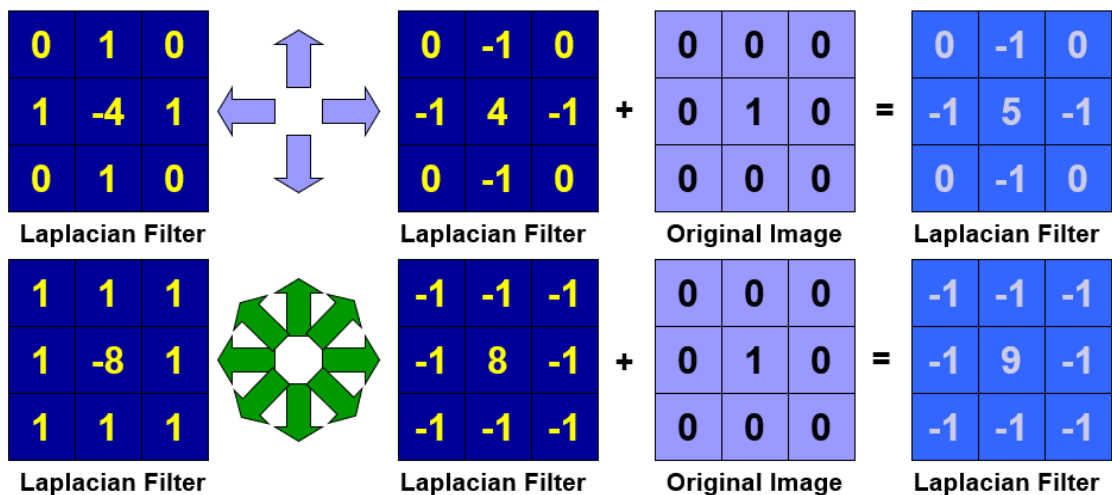 0 1 0 0 -1 0 0 0 0 0 -1 0
1 -4 1 -1 4 -1 + 0 1 0 = -1 5 -1
0 1 0 0 -1 0 0 0 0 0 -1 0
Laplacian Filter Laplacian Filter Original Image Laplacian Filter
1 1 1 -1 -1 -1 0 0 0 -1 -1 -1
1 -8 1 -1 8 -1 + 0 1 0 = -1 9 -1
1 1 1 -1 -1 -1 0 0 0 -1 -1 -1
Laplacian Filter Laplacian Filter Original Image Laplacian Filter